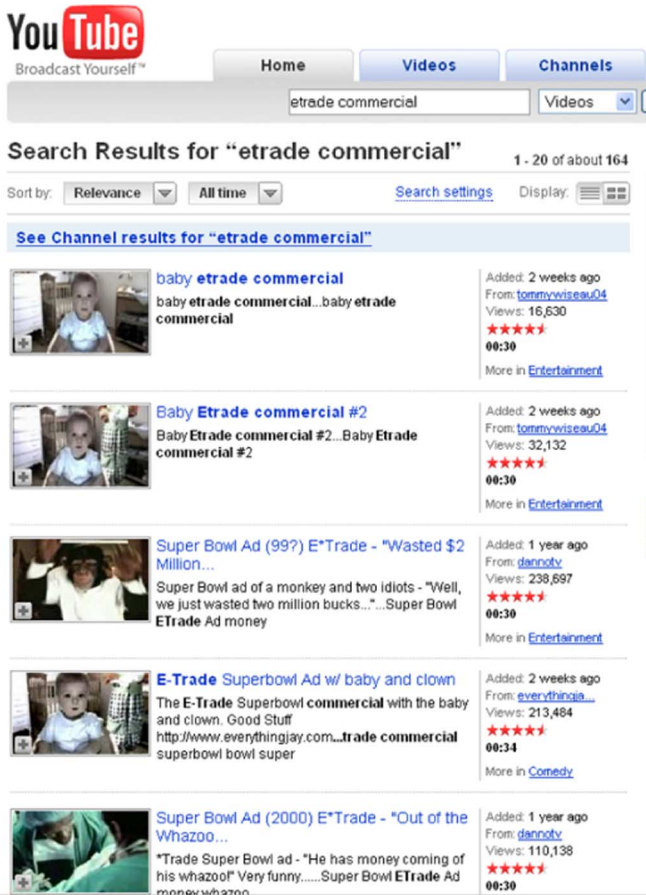 YouTube
Broadcast Yourself™
Home Videos Channels
etrade commercial Videos
Search Results for “etrade commercial”
1 - 20 of about 164
Sort by: Relevance All time Search settings Display:
See Channel results for “etrade commercial”
baby etrade commercial
baby etrade commercial...baby etrade
commercial
Added: 2 weeks ago
From: tommywiseau04
Views: 16,630
00:30
More in Entertainment
Baby Etrade commercial #2
Baby Etrade commercial #2...Baby Etrade
commercial #2
Added: 2 weeks ago
From: tommywiseau04
Views: 32,132
00:30
More in Entertainment
Super Bowl Ad (99?) E*Trade - "Wasted $2
Million...
Super Bowl ad of a monkey and two idiots - "Well,
we just wasted two million bucks..."...Super Bowl
ETrade Ad money
Added: 1 year ago
From: dannotv
Views: 238,697
00:30
More in Entertainment
E-Trade Superbowl Ad w/ baby and clown
The E-Trade Superbowl commercial with the baby
and clown. Good Stuff
http://www.everythingjay.com...trade commercial
superbowl bowl super
Added: 2 weeks ago
From: everythingja...
Views: 213,484
00:34
More in Comedy
Super Bowl Ad (2000) E*Trade - "Out of the
Whazoo...
*Trade Super Bowl ad - "He has money coming of
his whazoo!" Very funny......Super Bowl ETrade Ad
money whazoo
Added: 1 year ago
From: dannotv
Views: 110,138
00:30